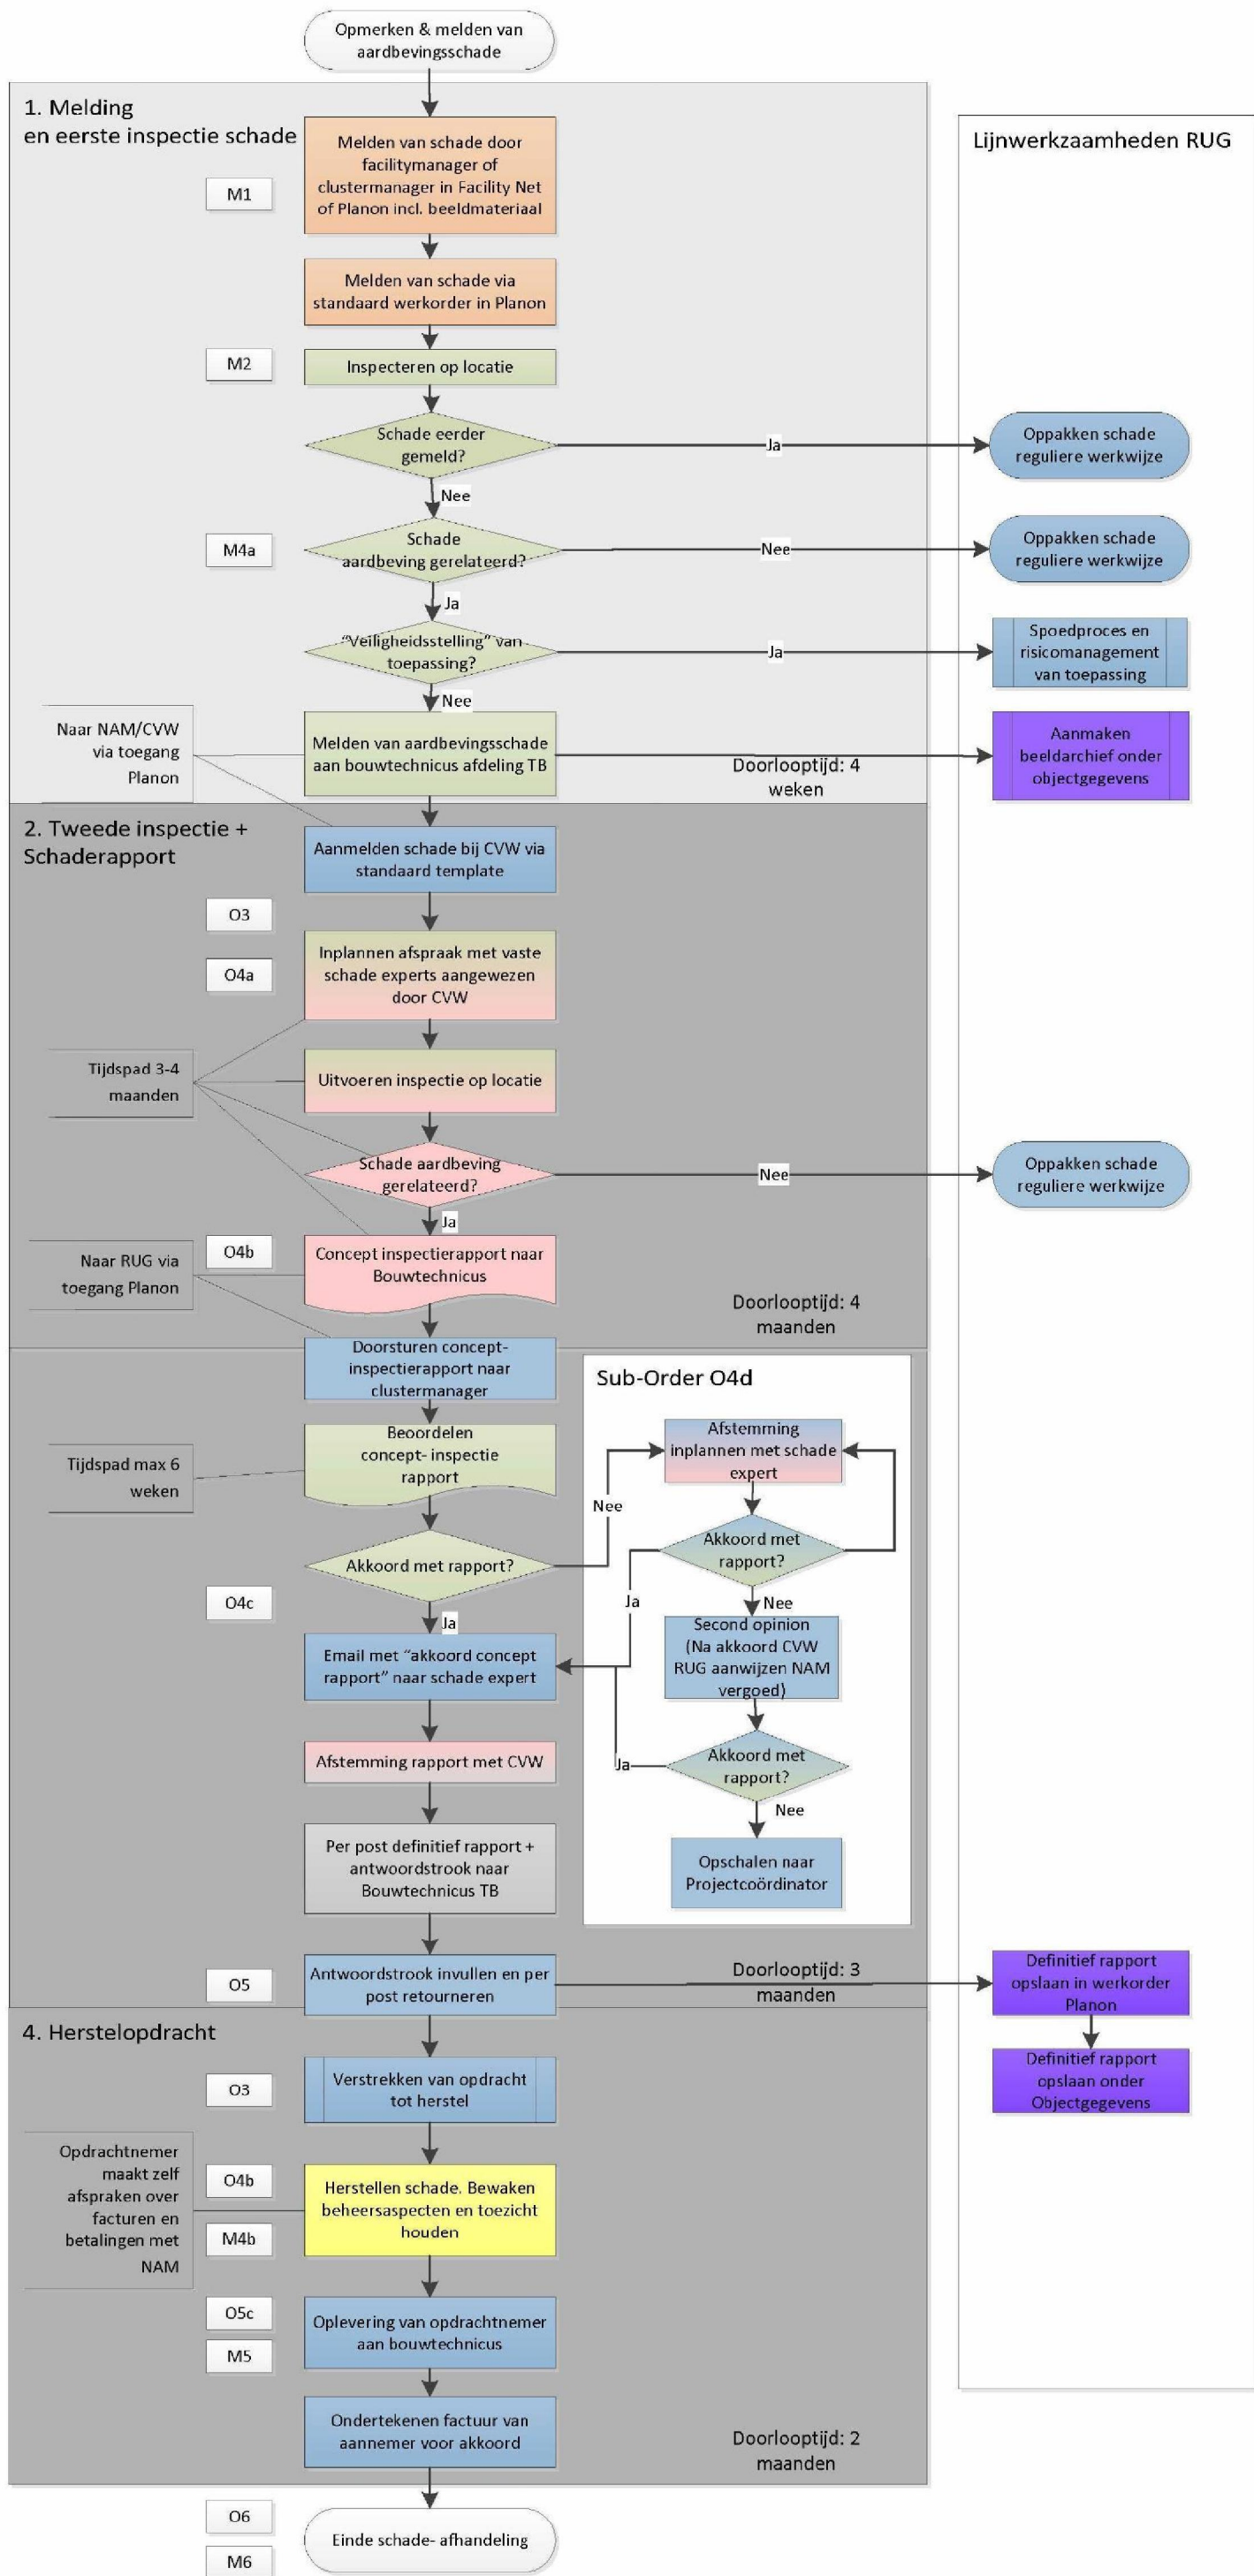 Opmerken & melden van
aardbevingsschade
1. Melding
en eerste inspectie schade
Lijnwerkzaamheden RUG
M1
Melden van schade door
facilitymanager of
clustermanager in Facility Net
of Planon incl. beeldmateriaal
Melden van schade via
standaard werkorder in Planon
M2
Inspecteren op locatie
Schade eerder
gemeld?
Ja
Oppakken schade
reguliere werkwijze
Nee
M4a
Schade
aardbeving gerelateerd?
Nee
Oppakken schade
reguliere werkwijze
Ja
“Veiligheidsstelling” van
toepassing?
Ja
Spoedproces en
risicomanagement
van toepassing
Nee
Naar NAM/CVW
via toegang
Planon
Melden van aardbevingsschade
aan bouwtechnicus afdeling TB
Doorlooptijd: 4
weken
Aanmaken
beeldarchief onder
objectgegevens
2. Tweede inspectie +
Schaderapport
Aanmelden schade bij CVW via
standaard template
O3
O4a
Inplannen afspraak met vaste
schade experts aangewezen
door CVW
Tijdspad 3-4
maanden
Uitvoeren inspectie op locatie
Schade aardbeving
gerelateerd?
Nee
Oppakken schade
reguliere werkwijze
Ja
Naar RUG via
toegang Planon
O4b
Concept inspectierapport naar
Bouwtechnicus
Doorlooptijd: 4
maanden
Doorsturen concept-
inspectierapport naar
clustermanager
Sub-Order O4d
Tijdspad max 6
weken
Beoordelen
concept- inspectie
rapport
Afstemming
inplannen met schade
expert
Nee
Akkoord met rapport?
Akkoord met
rapport?
O4c
Ja
Ja
Nee
Email met “akkoord concept
rapport” naar schade expert
Second opinion
(Na akkoord CVW
RUG aanwijzen NAM
vergoed)
Afstemming rapport met CVW
Akkoord met
rapport?
Ja
Nee
Per post definitief rapport +
antwoordstrook naar
Bouwtechnicus TB
Opschalen naar
Projectcoördinator
O5
Antwoordstrook invullen en per
post retourneren
Doorlooptijd: 3
maanden
Definitief rapport
opslaan in werkorder
Planon
4. Herstelopdracht
O3
Verstrekken van opdracht
tot herstel
Definitief rapport
opslaan onder
Objectgegevens
Opdrachtnemer
maakt zelf
afspraken over
facturen en
betalingen met
NAM
O4b
M4b
Herstellen schade. Bewaken
beheersaspecten en toezicht
houden
O5c
M5
Oplevering van opdrachtnemer
aan bouwtechnicus
Ondertekenen factuur van
aannemer voor akkoord
Doorlooptijd: 2
maanden
O6
Einde schade- afhandeling
M6